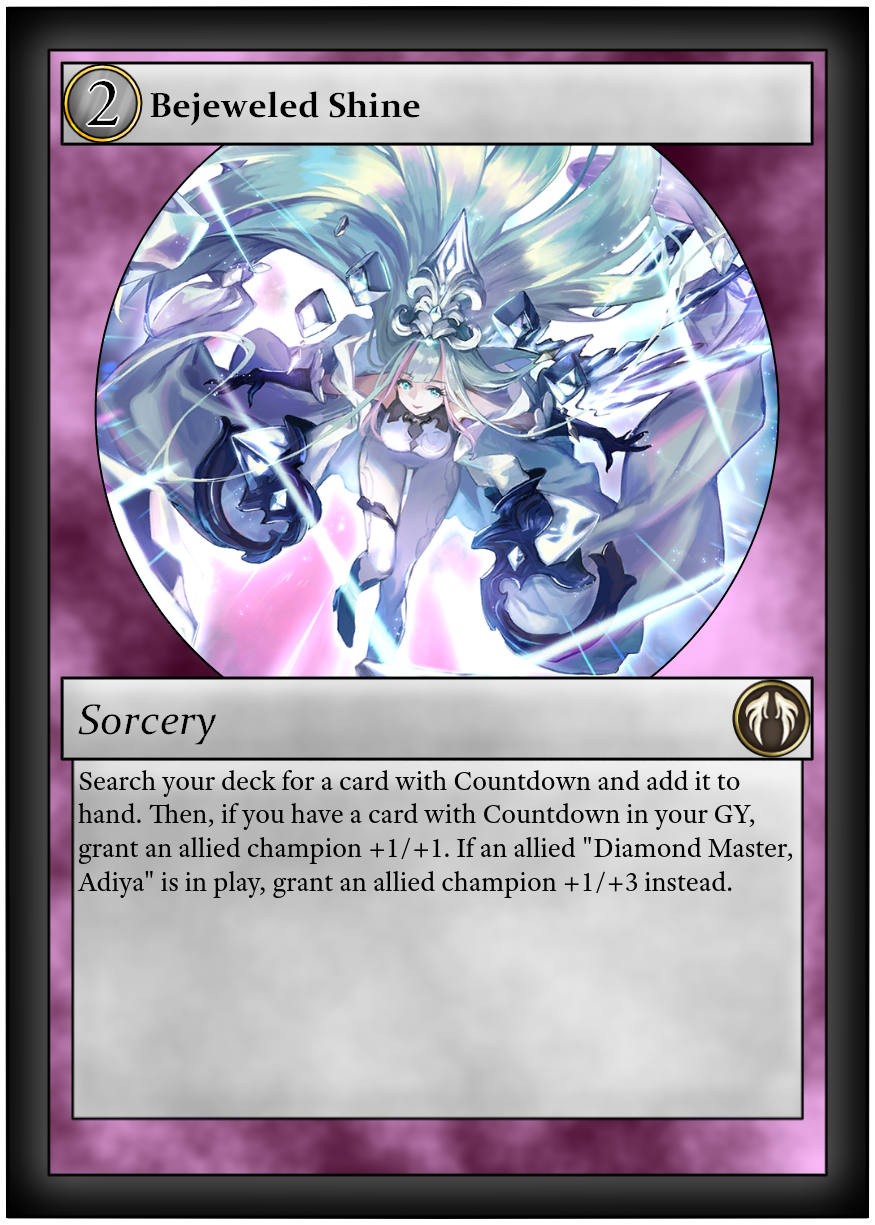 2 Bejeweled Shine
Sorcery
Search your deck for a card with Countdown and add it to
hand. Then, if you have a card with Countdown in your GY,
grant an allied champion +1/+1. If an allied "Diamond Master,
Adiya" is in play, grant an allied champion +1/+3 instead.